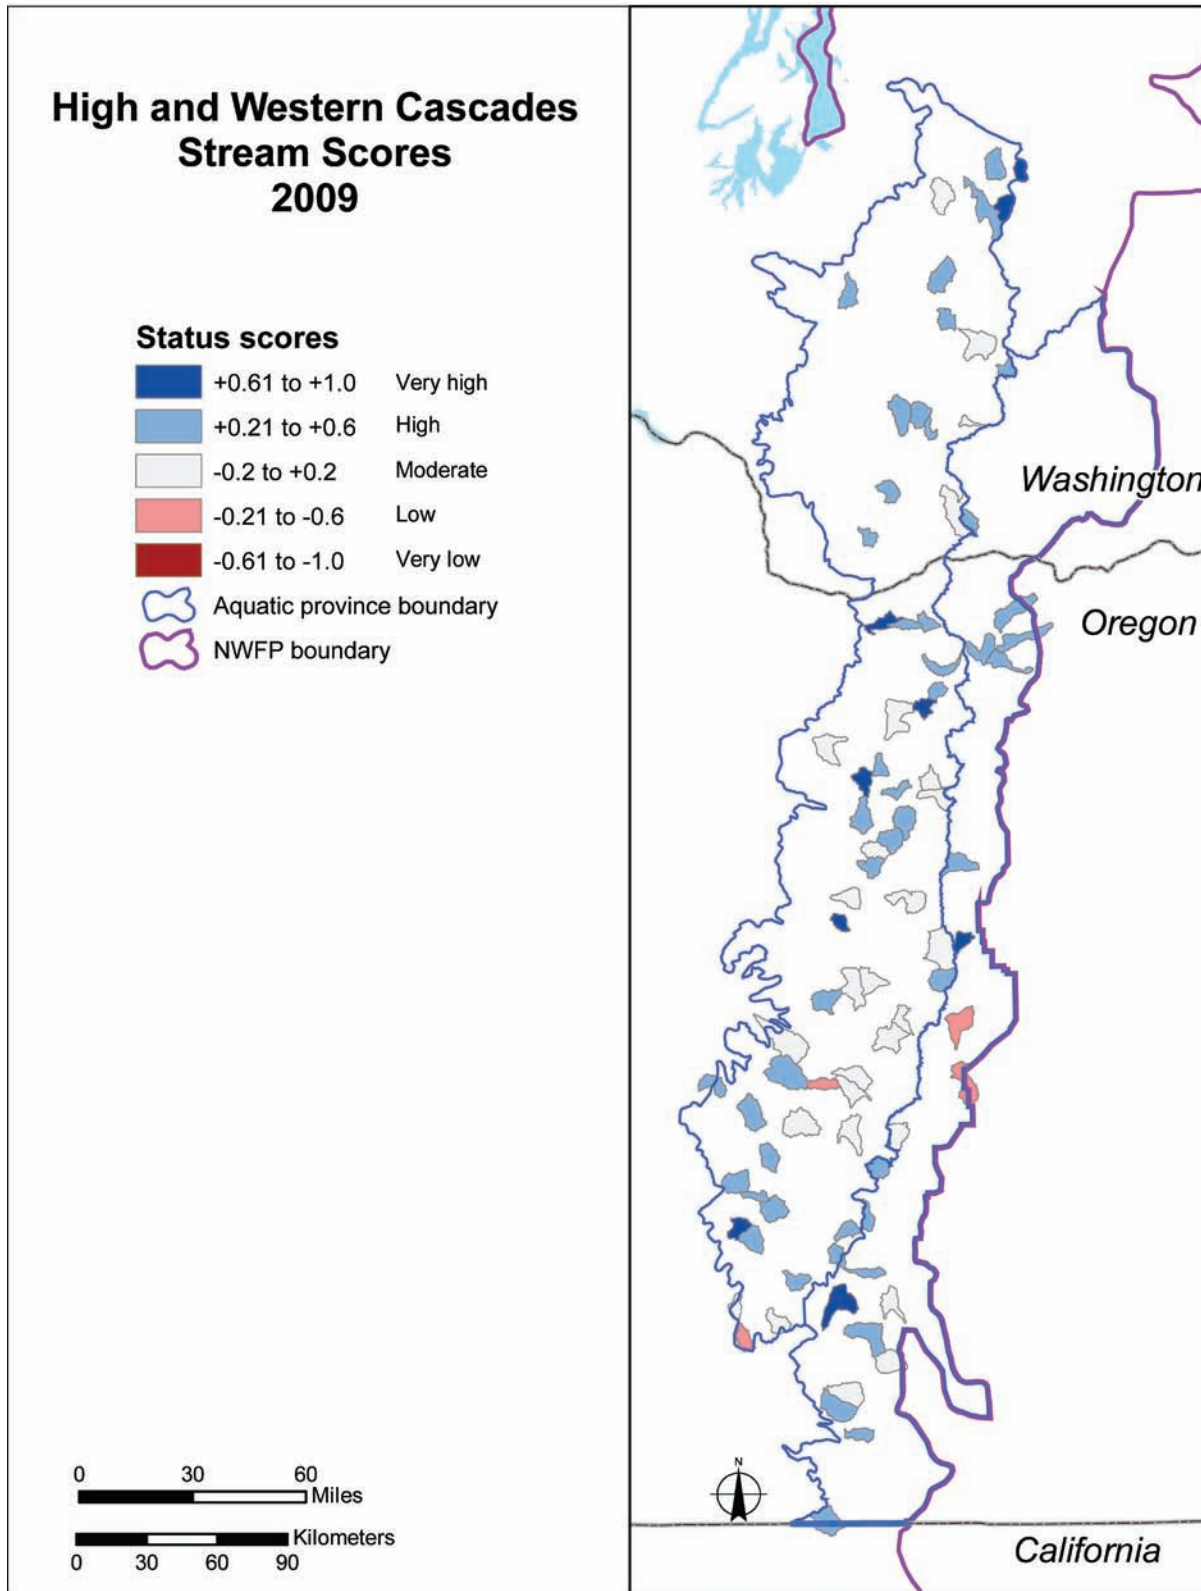 High and Western Cascades
Stream Scores
2009
Status scores
+0.61 to +1.0 Very high
+0.21 to +0.6 High
-0.2 to +0.2 Moderate
-0.21 to -0.6 Low
-0.61 to -1.0 Very low
Aquatic province boundary
NWFP boundary
Washington
Oregon
0 30 60
Miles
Kilometers
0 30 60 90
N
California